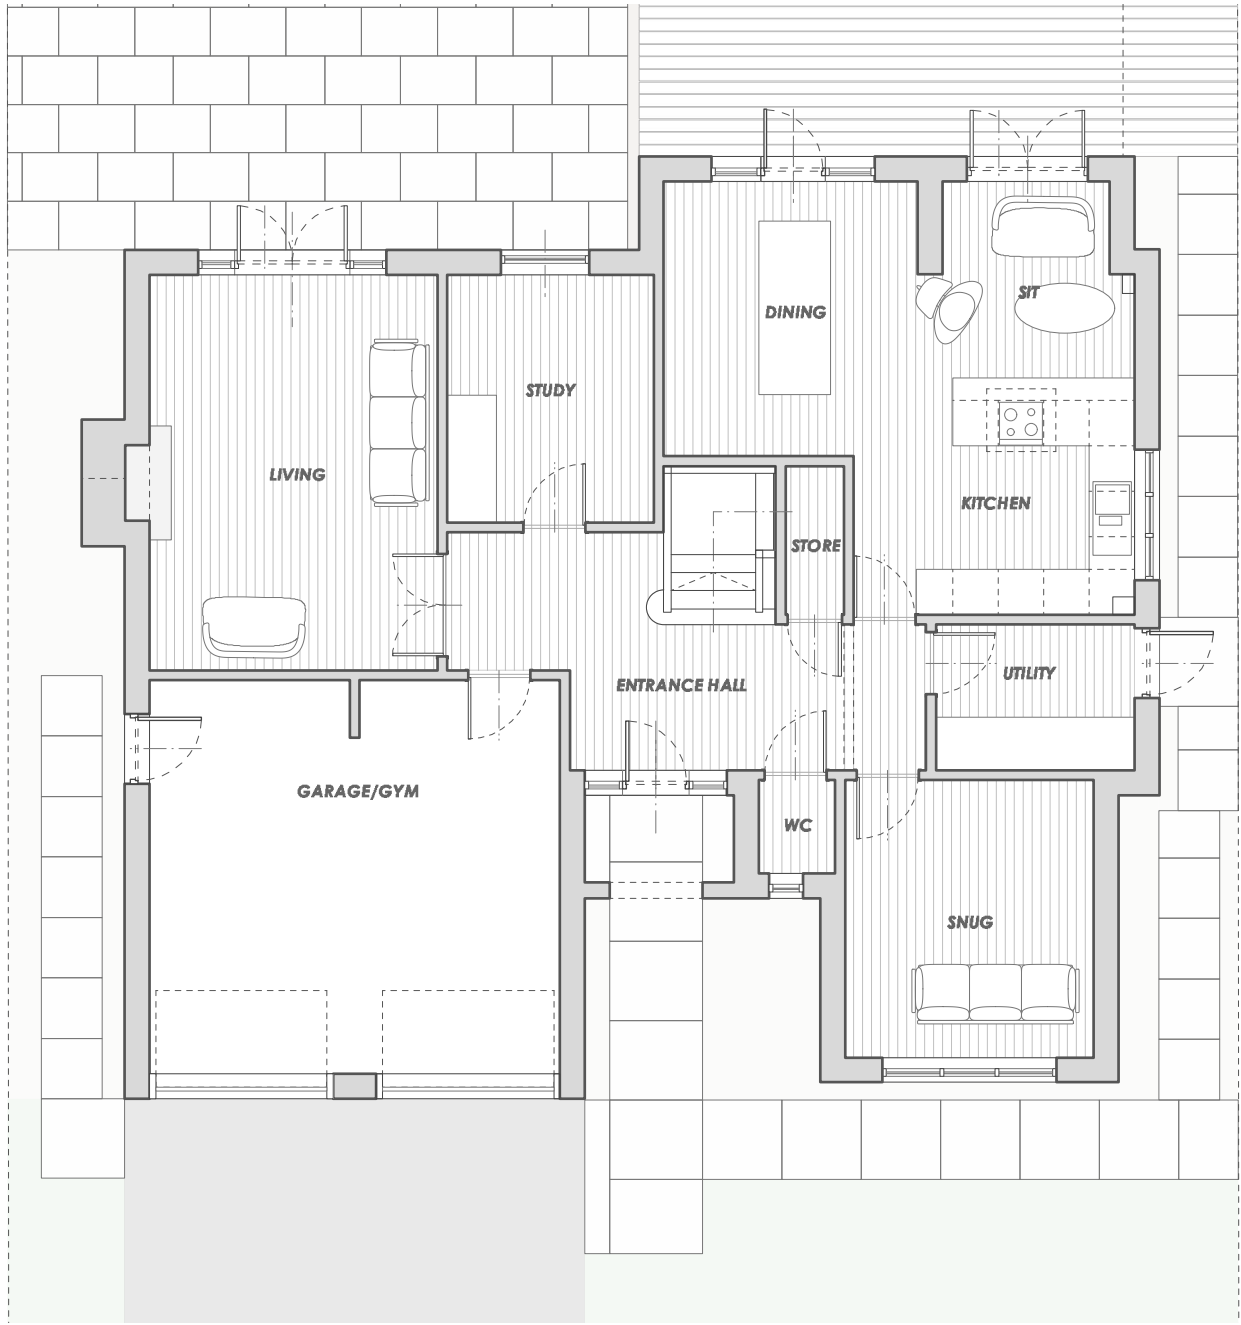 SIT
DINING
STUDY
LIVING
KITCHEN
STORE
UTILITY
ENTRANCE HALL
GARAGE/GYM
WC
SNUG